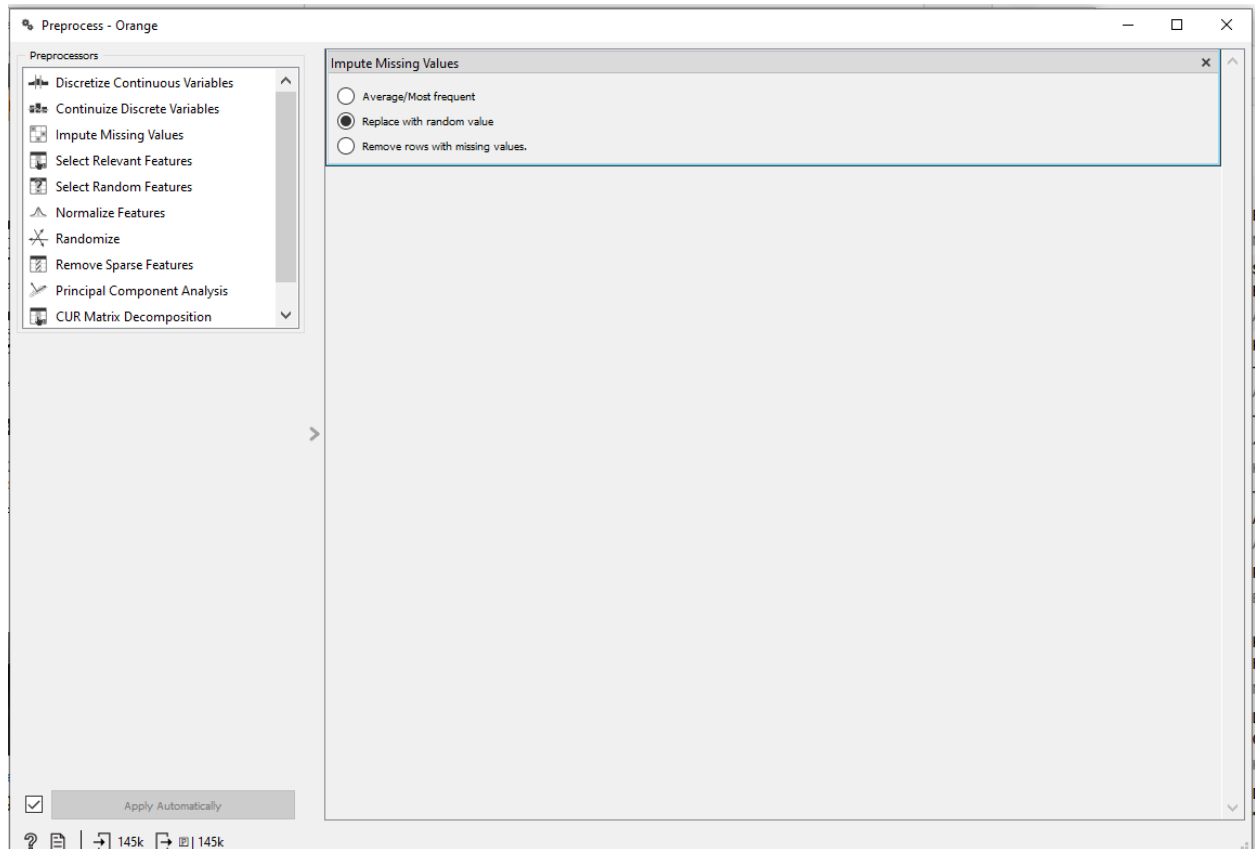 Preprocess - Orange
Preprocessors
Discretize Continuous Variables
Continuize Discrete Variables
Impute Missing Values
Select Relevant Features
Select Random Features
Normalize Features
Randomize
Remove Sparse Features
Principal Component Analysis
CUR Matrix Decomposition
Impute Missing Values
Average/Most frequent
Replace with random value
Remove rows with missing values.
Apply Automatically
145k | 145k